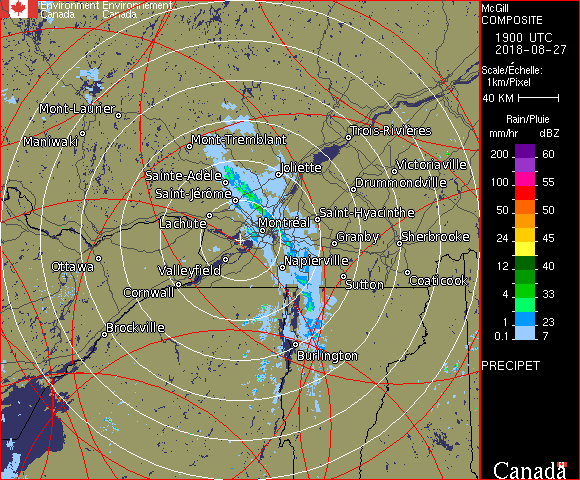 Environment Environnement
Canada Canada
McGill
COMPOSITE
1900 UTC
2018-08-27
Scale/Échelle:
1km/Pixel
40 KM
Rain/Pluie
mm/hr dBZ
200 60
150 55
100 55
50 50
24 45
12 40
4 33
1 23
0.1 7
PRECIPET
Canada
Mont-Laurier
Maniwaki
Mont-Tremblant
Trois-Rivières
Joliette
Victoriaville
Sainte-Adèle
Drummondville
Saint-Jérôme
Saint-Hyacinthe
Lachute
Montréal
Granby
Sherbrooke
Ottawa
Valleyfield
Napierville
Sutton
Coaticook
Cornwall
Brockville
Burlington